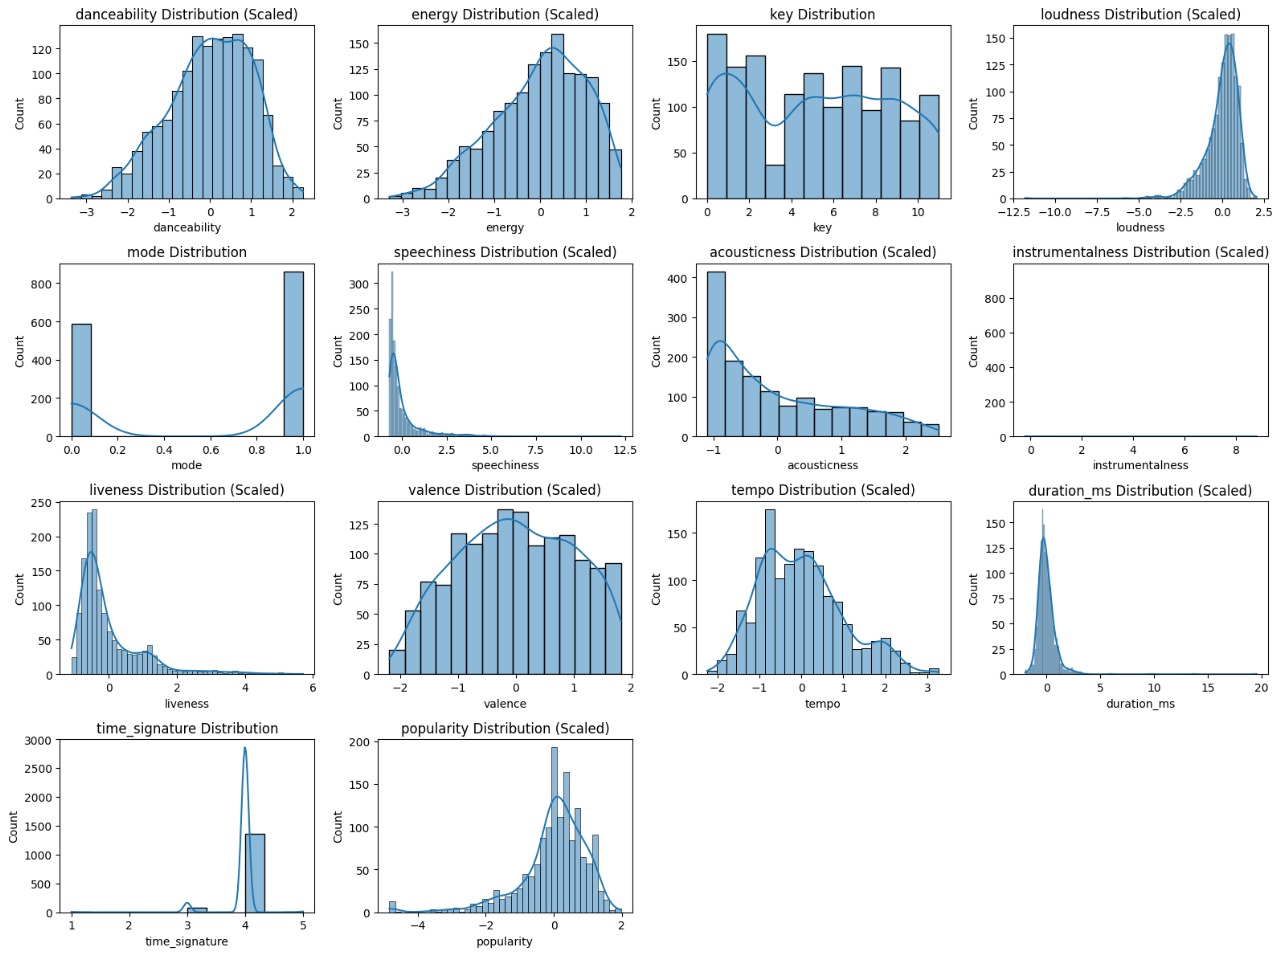 danceability Distribution (Scaled)
energy Distribution (Scaled)
key Distribution
loudness Distribution (Scaled)
Count
120
100
80
60
40
20
0
−3 −2 −1 0 1 2
danceability
Count
150
125
100
75
50
25
0
−3 −2 −1 0 1 2
energy
Count
150
100
50
0
0 2 4 6 8 10
key
Count
150
125
100
75
50
25
0
−12.5 −10.0 −7.5 −5.0 −2.5 0.0 2.5
loudness
mode Distribution
speechiness Distribution (Scaled)
acousticness Distribution (Scaled)
instrumentalness Distribution (Scaled)
Count
800
600
400
200
0
0.0 0.2 0.4 0.6 0.8 1.0
mode
Count
300
250
200
150
100
50
0
0.0 2.5 5.0 7.5 10.0 12.5
speechiness
Count
400
300
200
100
0
−1 0 1 2
acousticness
Count
800
600
400
200
0
0 2 4 6 8
instrumentalness
liveness Distribution (Scaled)
valence Distribution (Scaled)
tempo Distribution (Scaled)
duration_ms Distribution (Scaled)
Count
250
200
150
100
50
0
0 2 4 6
liveness
Count
125
100
75
50
25
0
−2 −1 0 1 2
valence
Count
150
100
50
0
−2 −1 0 1 2 3
tempo
Count
150
125
100
75
50
25
0
0 5 10 15 20
duration_ms
time_signature Distribution
popularity Distribution (Scaled)
Count
3000
2500
2000
1500
1000
500
0
1 2 3 4 5
time_signature
Count
200
150
100
50
0
−4 −2 0 2
popularity